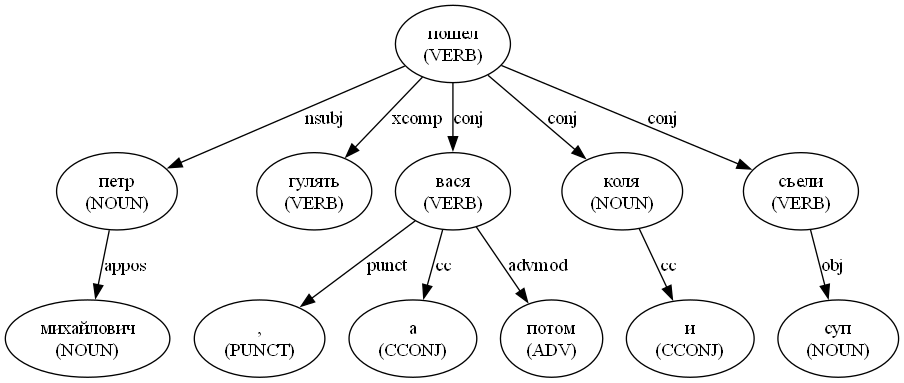 пошел
(VERB)
nsubj
xcomp
conj
conj
conj
петр
(NOUN)
гулять
(VERB)
вася
(VERB)
коля
(NOUN)
съели
(VERB)
appos
punct
cc
advmod
cc
obj
михайлович
(NOUN)
,
(PUNCT)
а
(CCONJ)
потом
(ADV)
и
(CCONJ)
суп
(NOUN)